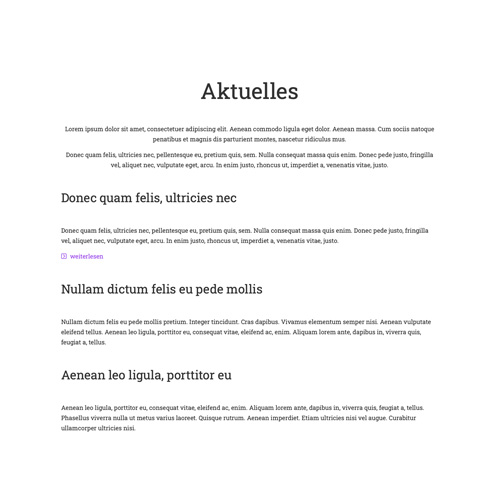 Aktuelles
Lorem ipsum dolor sit amet, consectetuer adipiscing elit. Aenean commodo ligula eget dolor. Aenean massa. Cum sociis natoque
penatibus et magnis dis parturient montes, nascetur ridiculus mus.
Donec quam felis, ultricies nec, pellentesque eu, pretium quis, sem. Nulla consequat massa quis enim. Donec pede justo, fringilla
vel, aliquet nec, vulputate eget, arcu. In enim justo, rhoncus ut, imperdiet a, venenatis vitae, justo.
Donec quam felis, ultricies nec
Donec quam felis, ultricies nec, pellentesque eu, pretium quis, sem. Nulla consequat massa quis enim. Donec pede justo, fringilla
vel, aliquet nec, vulputate eget, arcu. In enim justo, rhoncus ut, imperdiet a, venenatis vitae, justo.
weiterlesen
Nullam dictum felis eu pede mollis
Nullam dictum felis eu pede mollis pretium. Integer tincidunt. Cras dapibus. Vivamus elementum semper nisi. Aenean vulputate
eleifend tellus. Aenean leo ligula, porttitor eu, consequat vitae, eleifend ac, enim. Aliquam lorem ante, dapibus in, viverra quis,
feugiat a, tellus.
Aenean leo ligula, porttitor eu
Aenean leo ligula, porttitor eu, consequat vitae, eleifend ac, enim. Aliquam lorem ante, dapibus in, viverra quis, feugiat a, tellus.
Phasellus viverra nulla ut metus varius laoreet. Quisque rutrum. Aenean imperdiet. Etiam ultricies nisi vel augue. Curabitur
ullamcorper ultricies nisi.